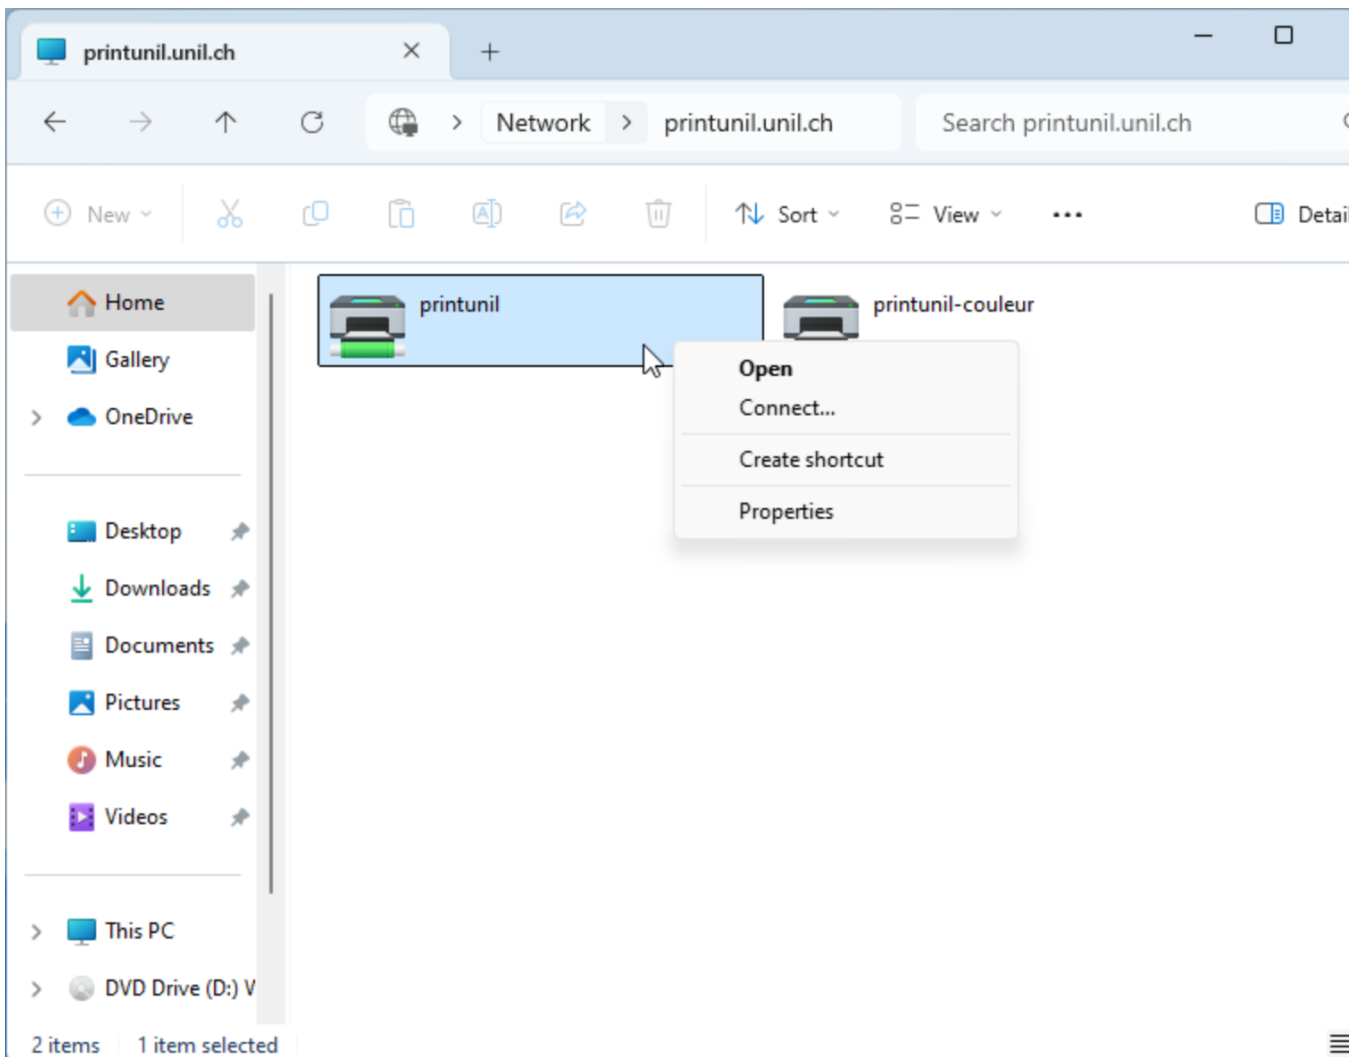 printunil.unil.ch
Network printunil.unil.ch Search printunil.unil.ch
New Sort View Detail
Home
Gallery
OneDrive
Desktop
Downloads
Documents
Pictures
Music
Videos
This PC
DVD Drive (D:) V
printunil printunil-couleur
Open
Connect...
Create shortcut
Properties
2 items 1 item selected